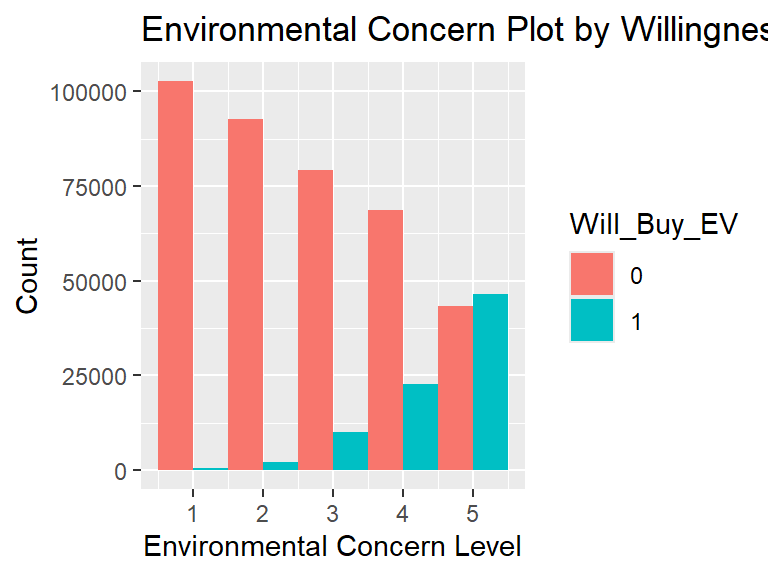 Environmental Concern Plot by Willingnes
100000
75000
50000
25000
0
Count
1 2 3 4 5
Environmental Concern Level
Will_Buy_EV
0
1